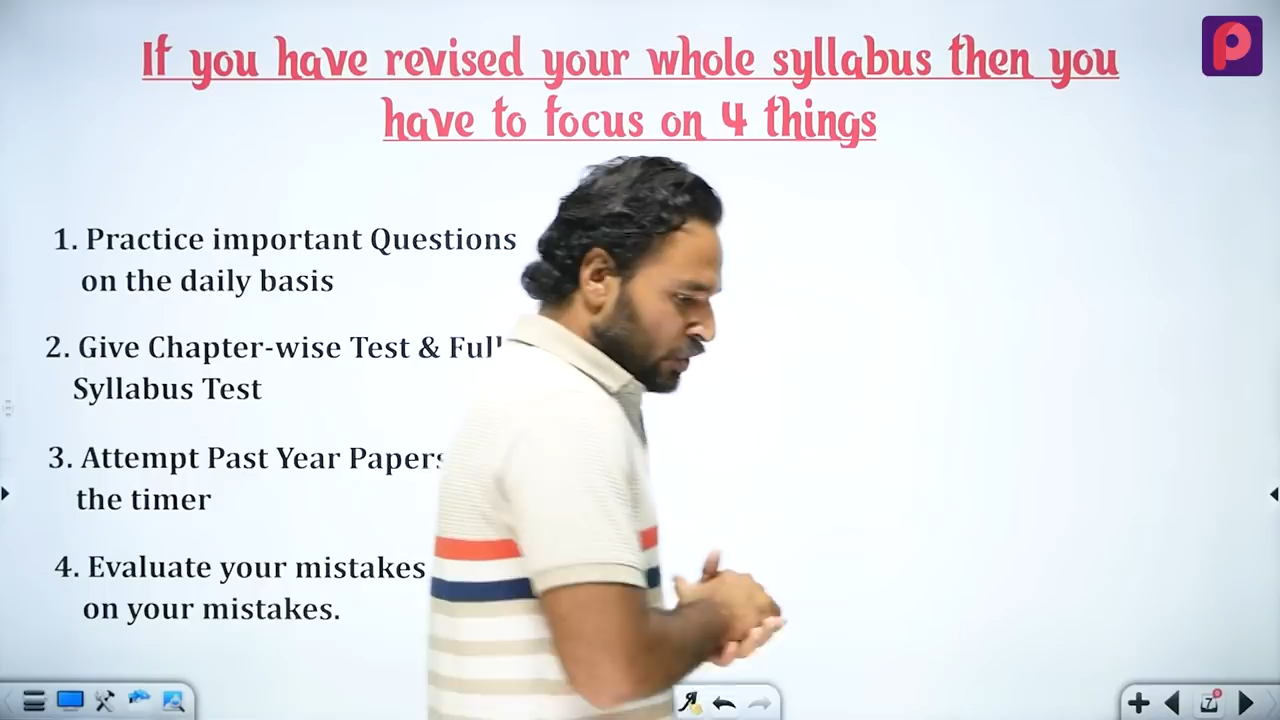 If you have revised your whole syllabus then you
have to focus on 4 things
1. Practice important Questions
on the daily basis
2. Give Chapter-wise Test & Full
Syllabus Test
3. Attempt Past Year Papers
the timer
4. Evaluate your mistakes
on your mistakes.